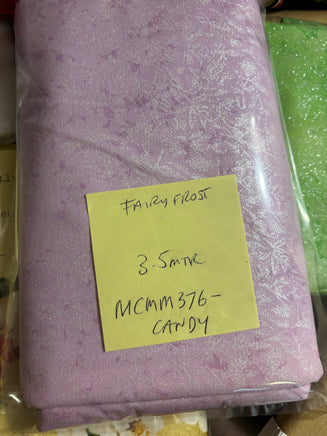 FAIRY FROST
3.5MTR
MCMM376-
CANDY